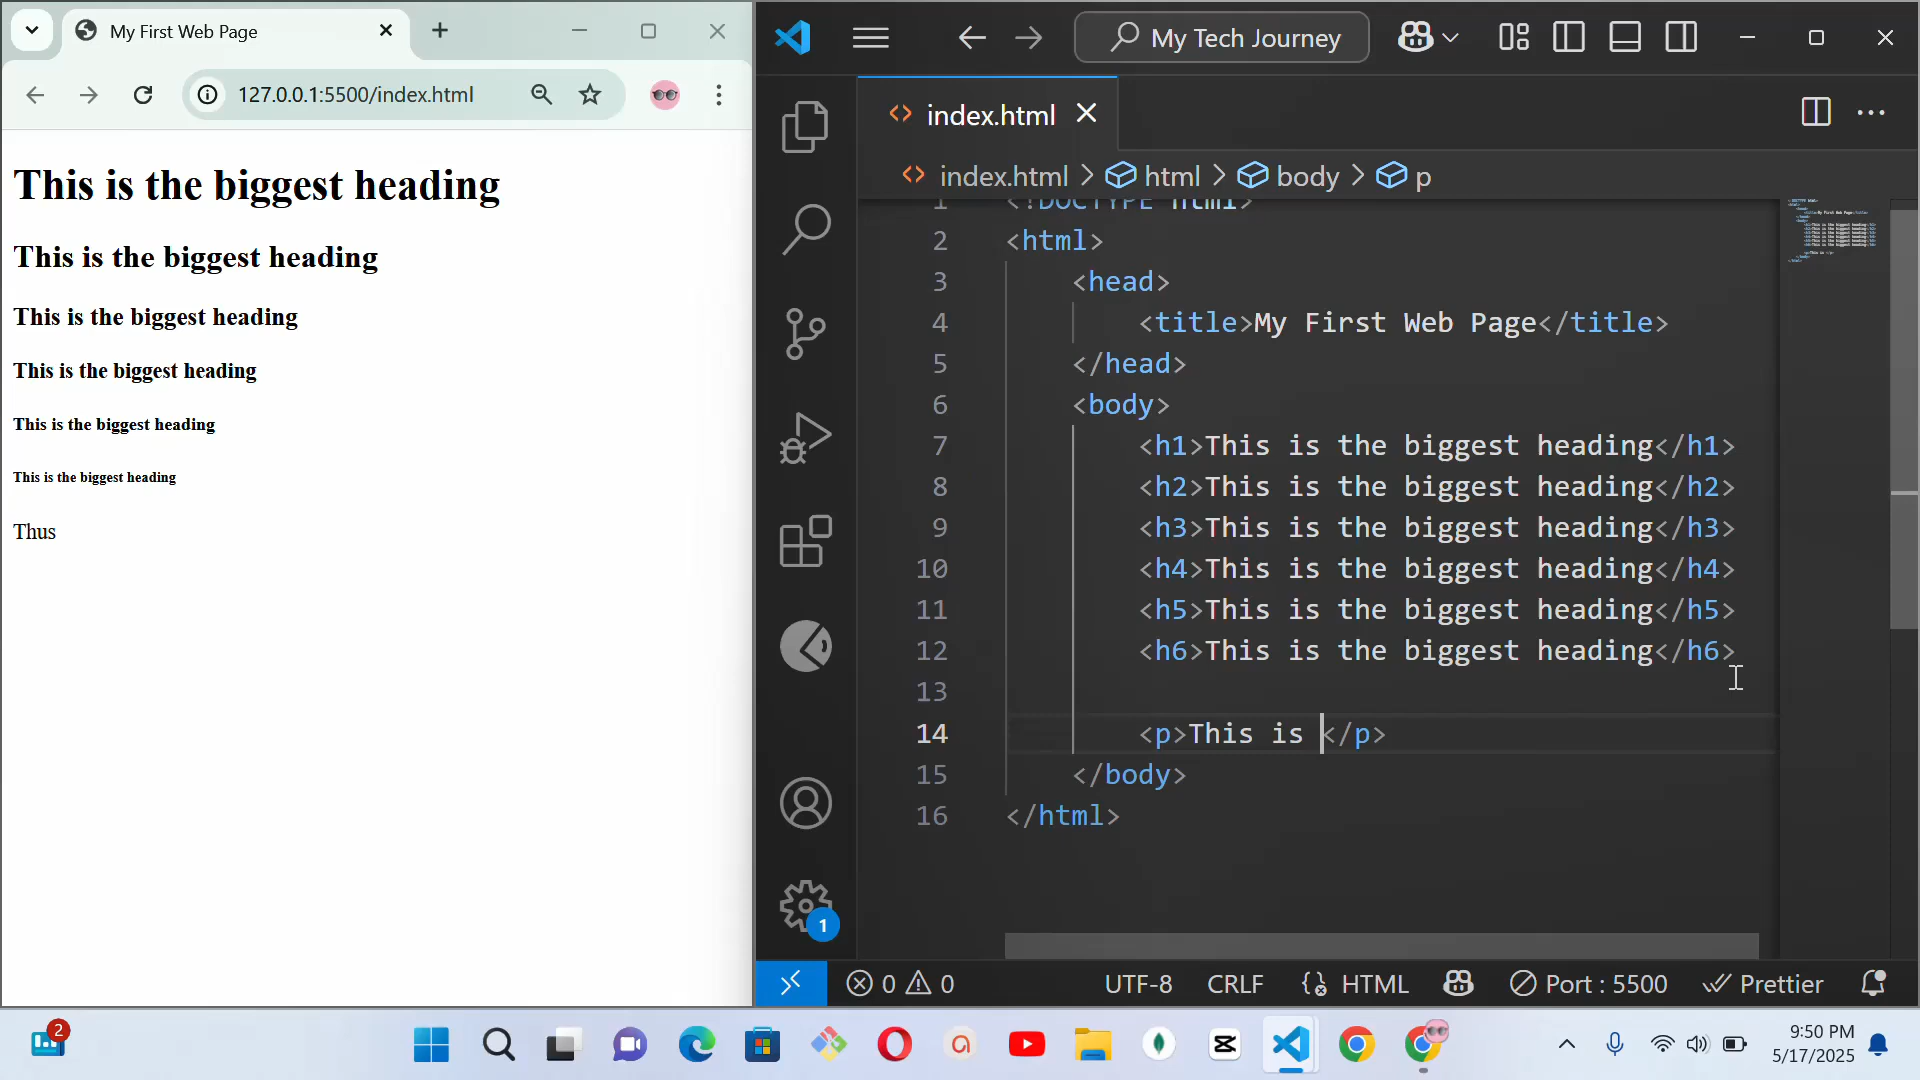 My First Web Page
127.0.0.1:5500/index.html
This is the biggest heading
This is the biggest heading
This is the biggest heading
This is the biggest heading
This is the biggest heading
This is the biggest heading
Thus
My Tech Journey
index.html
index.html > html > body > p
1 <!DOCTYPE html>
2 <html>
3 <head>
4 <title>My First Web Page</title>
5 </head>
6 <body>
7 <h1>This is the biggest heading</h1>
8 <h2>This is the biggest heading</h2>
9 <h3>This is the biggest heading</h3>
10 <h4>This is the biggest heading</h4>
11 <h5>This is the biggest heading</h5>
12 <h6>This is the biggest heading</h6>
13
14 <p>This is </p>
15 </body>
16 </html>
1
0 0 UTF-8 CRLF HTML Port : 5500 Prettier
2
9:50 PM
5/17/2025